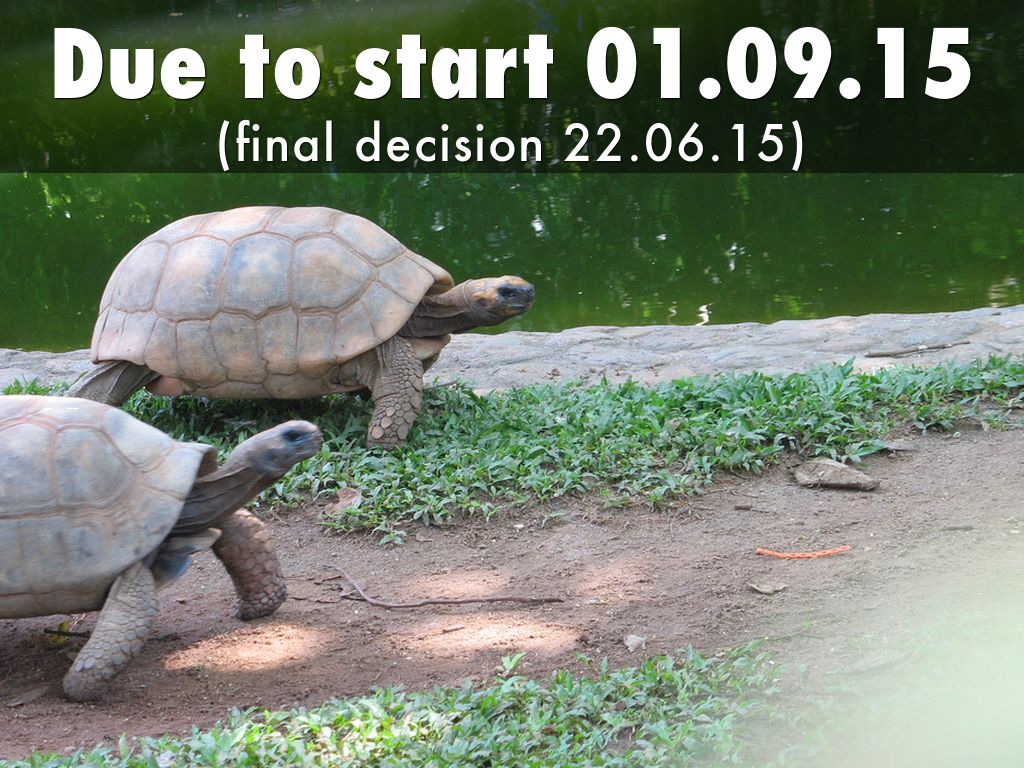 Due to start 01.09.15
(final decision 22.06.15)